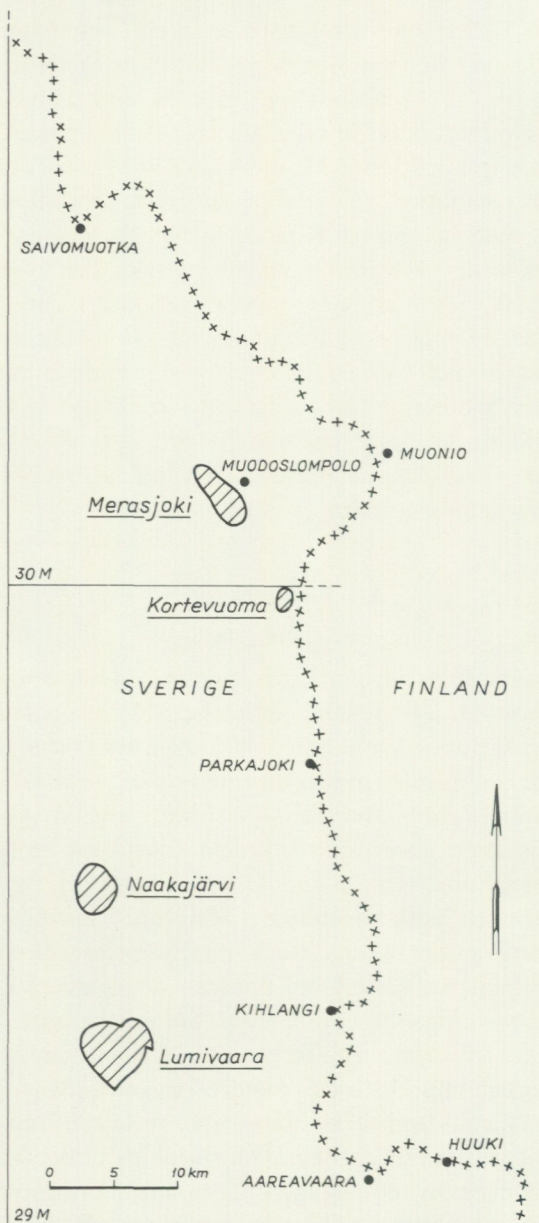 SAIVOMUOTKA
MUONIO
MUODOSLOMPOLO
Merasjoki
30 M
Kortevuoma
SVERIGE FINLAND
PARKAJOKI
Naakajärvi
KIHLANGI
Lumivaara
HUUKI
0 5 10 km
AAREAVAARA
29 M